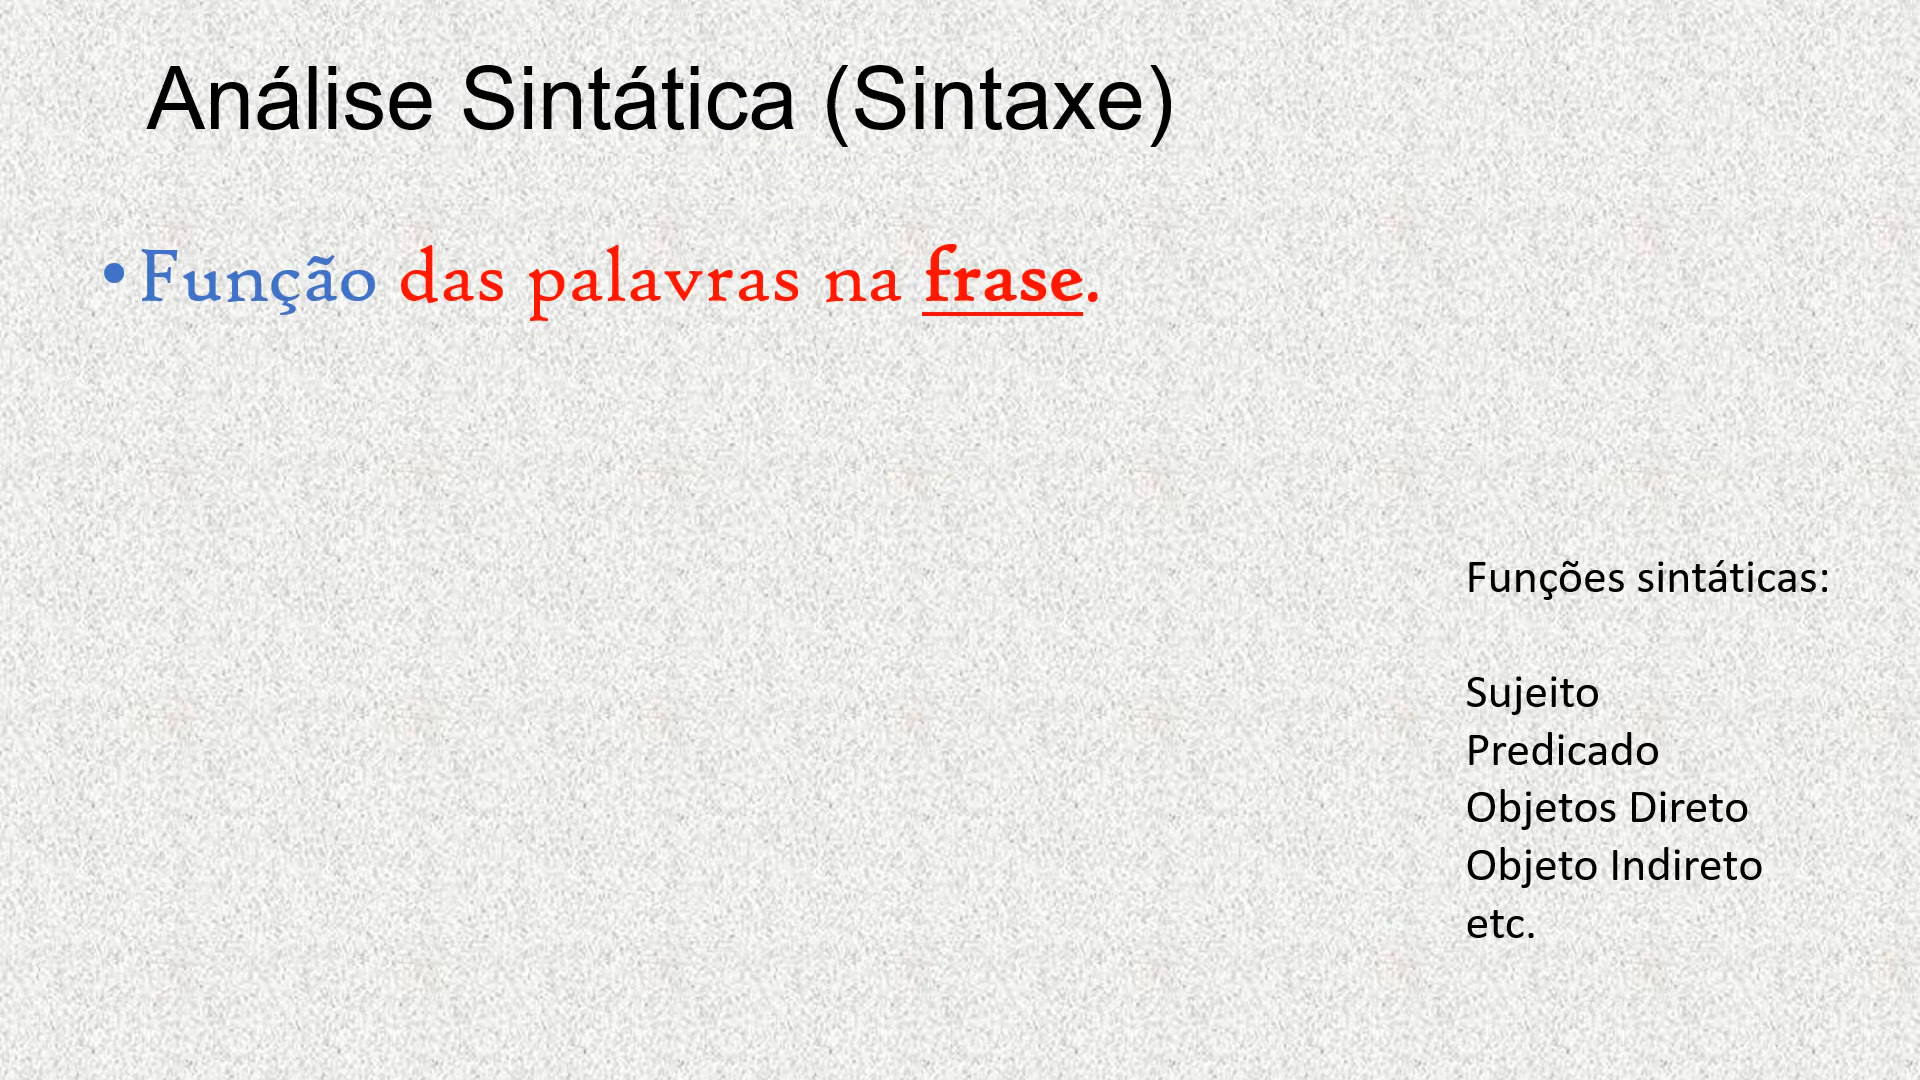 Análise Sintática (Sintaxe)
• Função das palavras na frase.
Funções sintáticas:
Sujeito
Predicado
Objetos Direto
Objeto Indireto
etc.